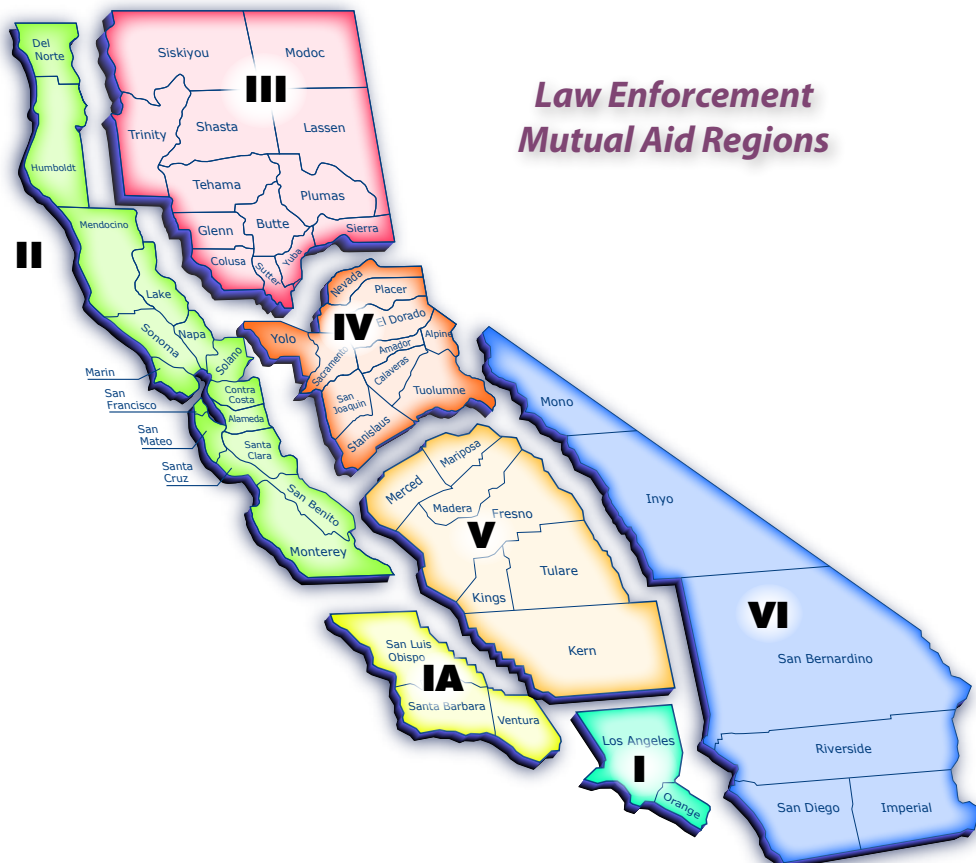 Law Enforcement
Mutual Aid Regions
Del
Norte
Humboldt
II
Mendocino
Lake
Sonoma
Napa
Solano
Marin
San
Francisco
Contra
Costa
Alameda
San
Mateo
Santa
Clara
Santa
Cruz
San Benito
Monterey
Siskiyou
Modoc
III
Trinity
Shasta
Lassen
Tehama
Plumas
Glenn
Butte
Sierra
Colusa
Sutter
Yuba
Nevada
Placer
Yolo
IV
El Dorado
Alpine
Sacramento
Amador
Calaveras
San
Joaquin
Tuolumne
Stanislaus
Mariposa
Merced
Madera
Fresno
V
Tulare
Kings
Kern
San Luis
Obispo
IA
Santa Barbara
Ventura
Los Angeles
I
Orange
Mono
Inyo
VI
San Bernardino
Riverside
San Diego
Imperial